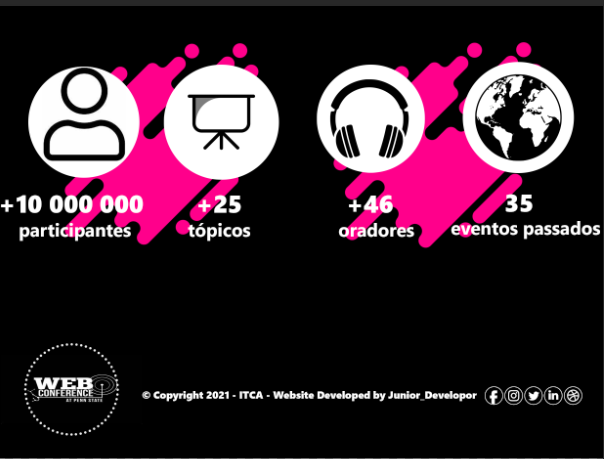 +10 000 000
participantes
+25
tópicos
+46
oradores
35
eventos passados
WEB
CONFERENCE
AT PENN STATE
© Copyright 2021 - ITCA - Website Developed by Junior_Developor